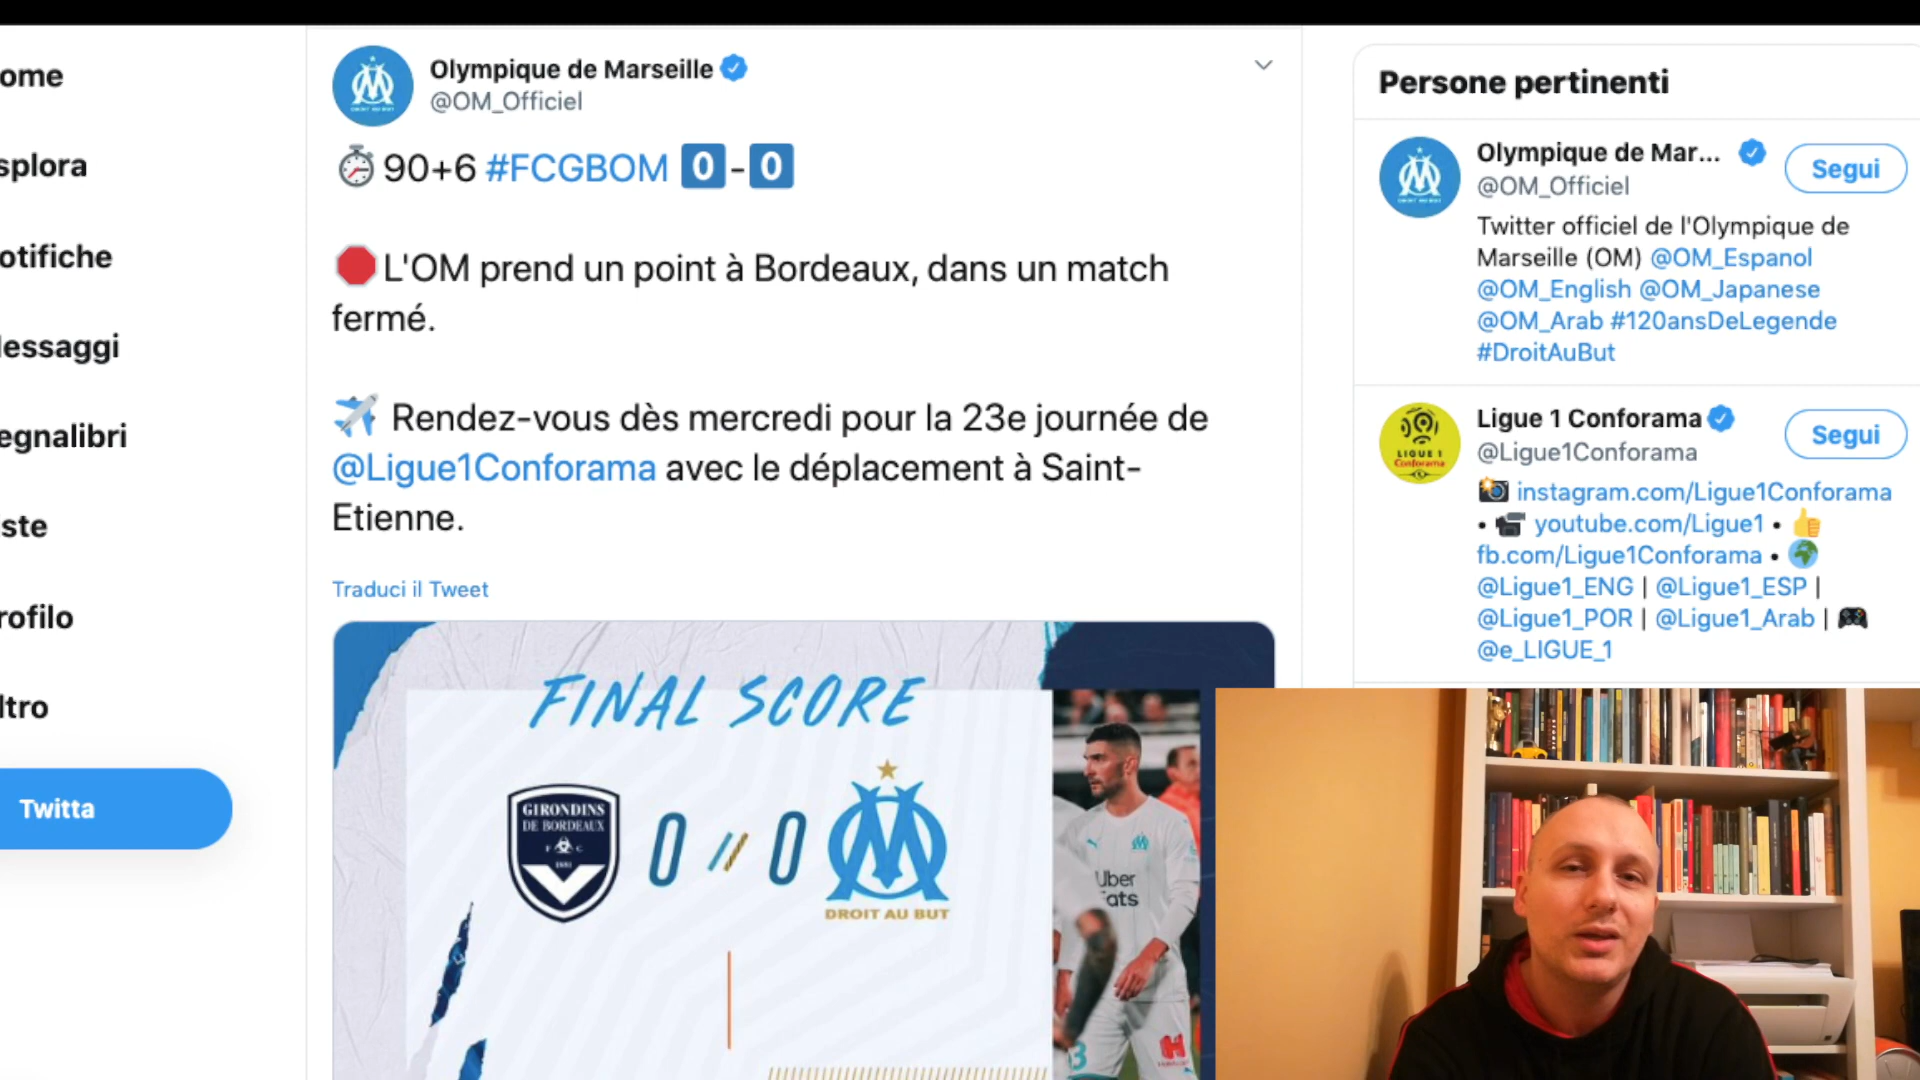 ome
splora
otifiche
lessaggi
egnalibri
ste
rofilo
ltro
Twitta
Olympique de Marseille
@OM_Officiel
90+6 #FCGBOM 0-0
L'OM prend un point à Bordeaux, dans un match
fermé.
Rendez-vous dès mercredi pour la 23e journée de
@Ligue1Conforama avec le déplacement à Saint-
Etienne.
Traduci il Tweet
FINAL SCORE
GIRONDINS
DE BORDEAUX
F C
0 // 0
DROIT AU BUT
Uber
ats
3
Persone pertinenti
Olympique de Mar...
@OM_Officiel
Segui
Twitter officiel de l'Olympique de
Marseille (OM) @OM_Espanol
@OM_English @OM_Japanese
@OM_Arab #120ansDeLegende
#DroitAuBut
LIGUE 1
Conforama
Ligue 1 Conforama
@Ligue1Conforama
Segui
instagram.com/Ligue1Conforama
• youtube.com/Ligue1 •
fb.com/Ligue1Conforama •
@Ligue1_ENG | @Ligue1_ESP |
@Ligue1_POR | @Ligue1_Arab |
@e_LIGUE_1